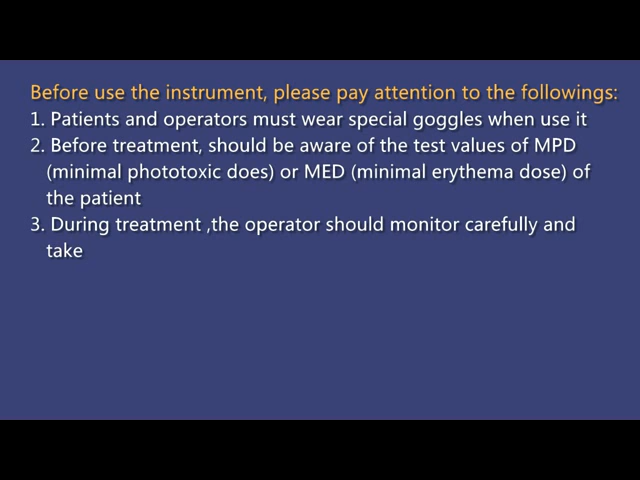 Before use the instrument, please pay attention to the followings:
1. Patients and operators must wear special goggles when use it
2. Before treatment, should be aware of the test values of MPD
(minimal phototoxic does) or MED (minimal erythema dose) of
the patient
3. During treatment ,the operator should monitor carefully and
take